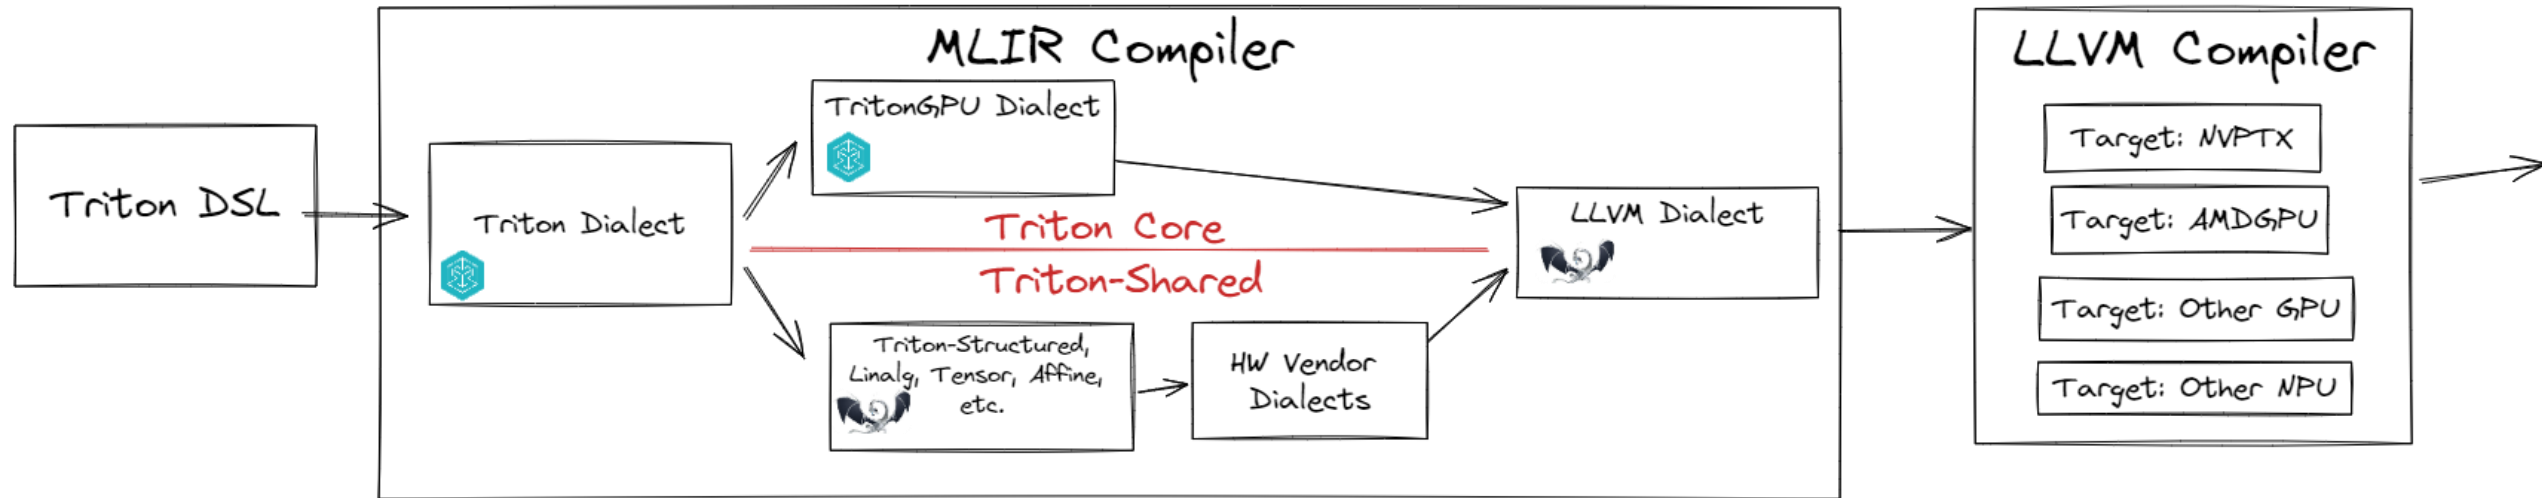 MLIR Compiler
LLVM Compiler
Triton DSL
Triton Dialect
TritonGPU Dialect
Triton Core
Triton-Shared
Triton-Structured,
Linalg, Tensor, Affine,
etc.
HW Vendor
Dialects
LLVM Dialect
Target: NVPTX
Target: AMDGPU
Target: Other GPU
Target: Other NPU